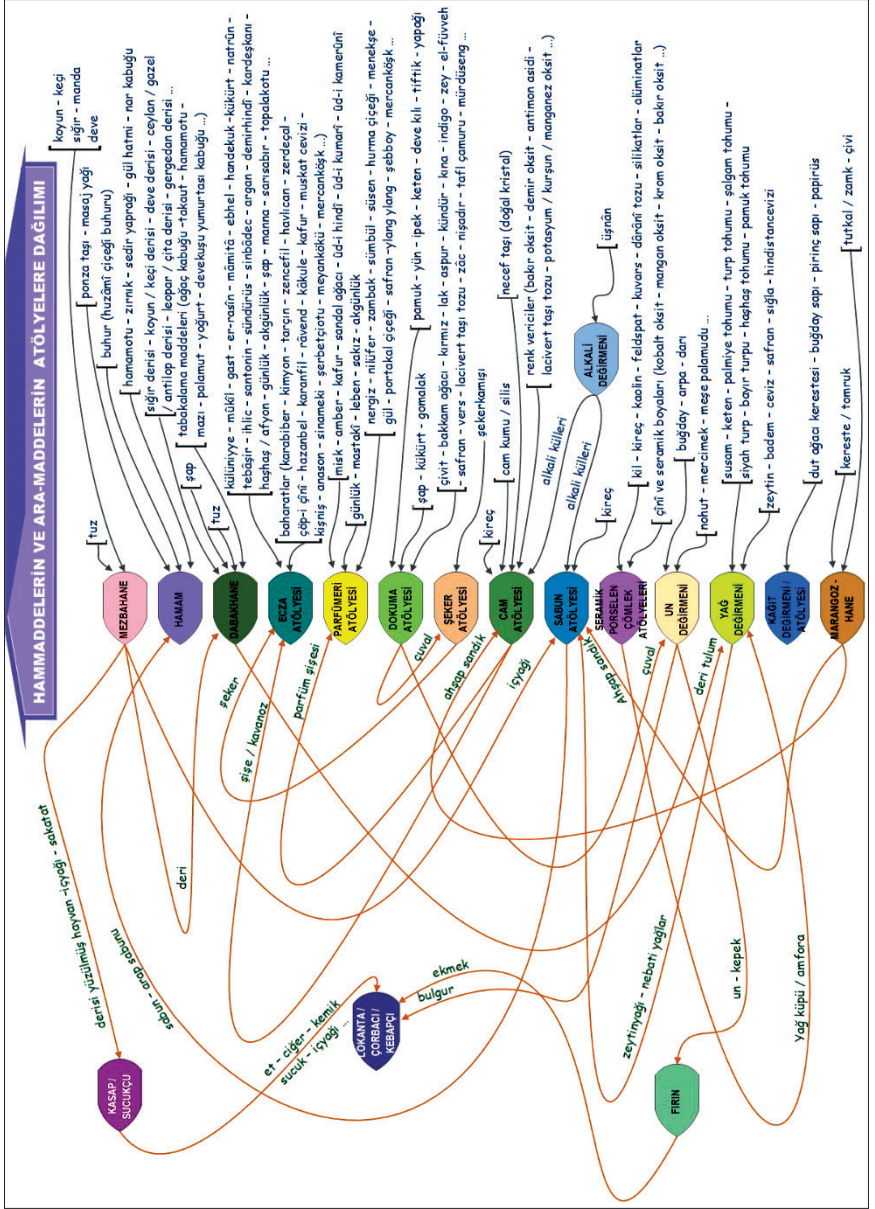 HAMMADDELERİN VE ARA-MADDELERİN ATÖLYELERE DAĞILIMI
koyun - keçi
sığır - manda
deve
tuz
ponza taşı - masaj yağı
buhur (huzâmî çiçeği buhuru)
hamamotu - zırnık - sedir yaprağı - gül hatmi - nar kabuğu
sığır derisi - koyun / keçi derisi - deve derisi - ceylan / gazel
/ antilop derisi - leopar / çita derisi - gergedan derisi ...
tabaklama maddeleri (ağaç kabuğu -takaut - hamamotu -
mazı - palamut - yoğurt - devekuşu yumurtası kabuğu ...)
şap
tuz
külüniyye - mükîl - gast - er-rasîn - mâmitâ - ebhel - handekuk -kükürt - natrûn -
tebâşir - ihlic - santonin - sündürüs - sinbâdec - argan - demirhindî - kardeşkanı -
haşhaş / afyon - günlük - akgünlük - şap - manna - sarısabır - topalakotu ...
baharatlar (karabiber - kimyon - tarçın - zencefil - havlıcan - zerdeçal -
çöp-i çînî - hazanbel - karanfil - râvend - kâkule - kafur - muskat cevizi -
kişniş - anason - sinameki - şerbetçiotu - meyankökü - mercanköşk ...)
misk - amber - kafur - sandal ağacı - ûd-i hindî - ûd-i kumarî - ûd-i kamerûnî
günlük - mastakî - leben - sakız - akgünlük
nergiz - nilüfer - zambak - sümbül - süsen - hurma çiçeği - menekşe -
gül - portakal çiçeği - safran -ylang ylang - şebboy - mercanköşk ...
pamuk - yün - ipek - keten - deve kılı - tiftik - yapağı
şap - kükürt - gomalak
çivit - bakkam ağacı - kırmız - lak - aspur - kündür - kına - indigo - zey - el-füvveh
- safran - vers - lacivert taşı tozu - zâc - nişadır - tafl çamuru - mürdüseng ...
şekerkamışı
necef taşı (doğal kristal)
cam kumu / silis
kireç
renk vericiler (bakır oksit - demir oksit - antimon asidi -
lacivert taşı tozu - potasyum / kurşun / manganez oksit ...)
ALKALİ
DEĞİRMENİ
üşnân
alkali külleri
alkali külleri
kireç
kil - kireç - kaolin - feldspat - kuvars - dârânî tozu - silikatlar - alüminatlar
çînî ve seramik boyaları (kobalt oksit - mangan oksit - krom oksit - bakır oksit ...
buğday - arpa - darı
nohut - mercimek - meşe palamudu ...
susam - keten - palmiye tohumu - turp tohumu - şalgam tohumu -
siyah turp - bayır turpu - haşhaş tohumu - pamuk tohumu
zeytin - badem - ceviz - safran - sığla - hindistancevizi
dut ağacı kerestesi - buğday sapı - pirinç sapı - papirüs
kereste / tomruk
tutkal / zamk - çivi
MEZBAHANE
HAMAM
DABAKHANE
ECZA
ATÖLYESİ
PARFÜMERİ
ATÖLYESİ
DOKUMA
ATÖLYESİ
ŞEKER
ATÖLYESİ
CAM
ATÖLYESİ
SABUN
ATÖLYESİ
SERAMİK
PORSELEN
ÇÖMLEK
ATÖLYELERİ
UN
DEĞİRMENİ
YAĞ
DEĞİRMENİ
KAĞIT
DEĞİRMENİ /
ATÖLYESİ
MARANGOZ -
HANE
şeker
şişe / kavanoz
parfüm şişesi
çuval
ahşap sandık
içyağı
Ahşap sandık
çuval
deri tulum
derisi yüzülmüş hayvan -içyağı - sakatat
deri
sabun - arap sabunu
et - ciğer - kemik
sucuk - içyağı ...
ekmek
bulgur
zeytinyağı - nebati yağlar
un - kepek
Yağ küpü / amfora
KASAP /
SUCUKÇU
LOKANTA /
ÇORBACI /
KEBAPÇI
FIRIN